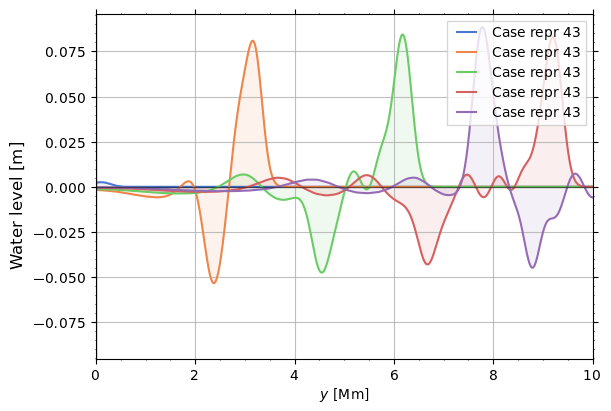 Water level [m]
0.075
0.050
0.025
0.000
−0.025
−0.050
−0.075
Case repr 43
Case repr 43
Case repr 43
Case repr 43
Case repr 43
0 2 4 6 8 10
y [Mm]